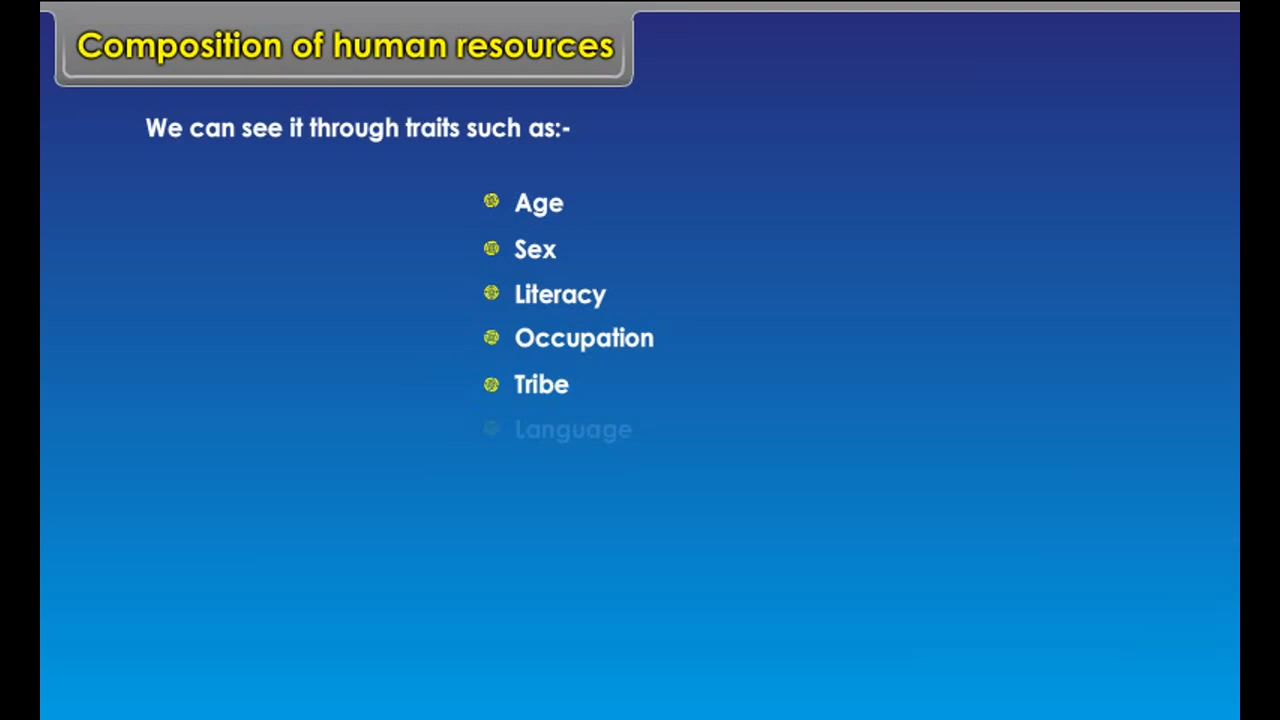 Composition of human resources
We can see it through traits such as:-
Age
Sex
Literacy
Occupation
Tribe
Language